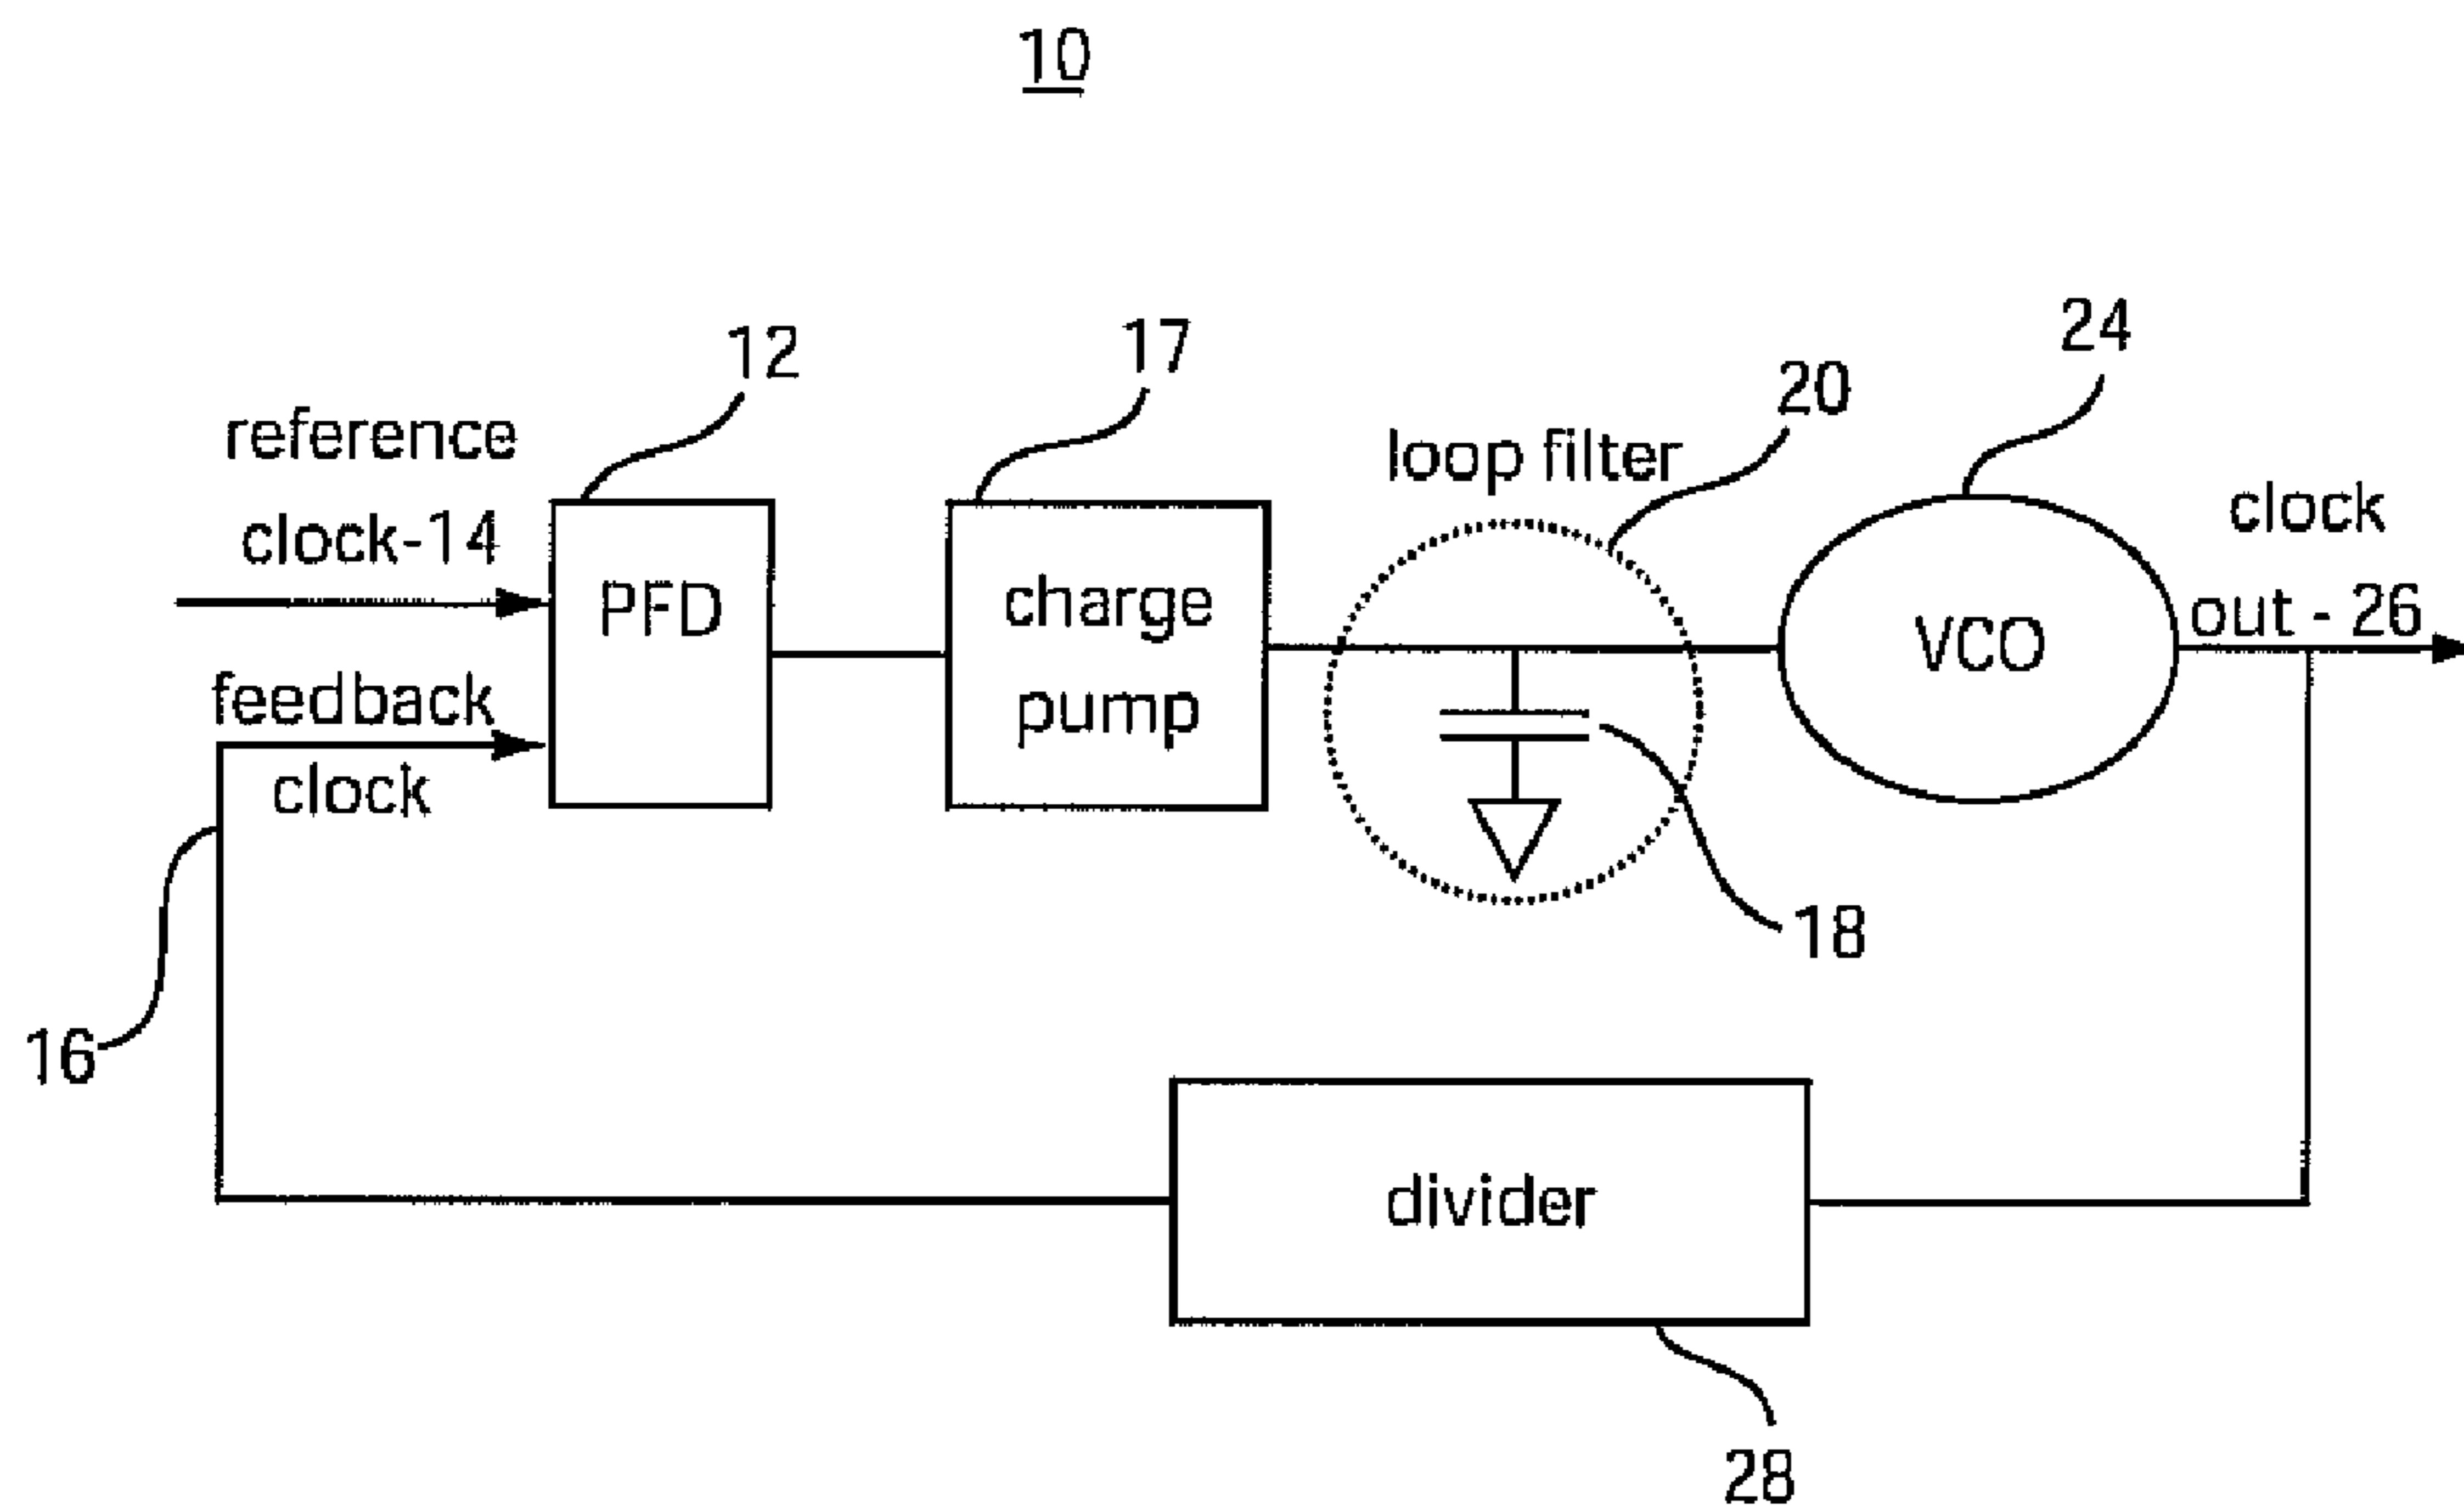 10
12
17
24
20
reference
clock-14
loop filter
clock
out - 26
PFD
charge
pump
VCO
feedback
clock
18
16
divider
28